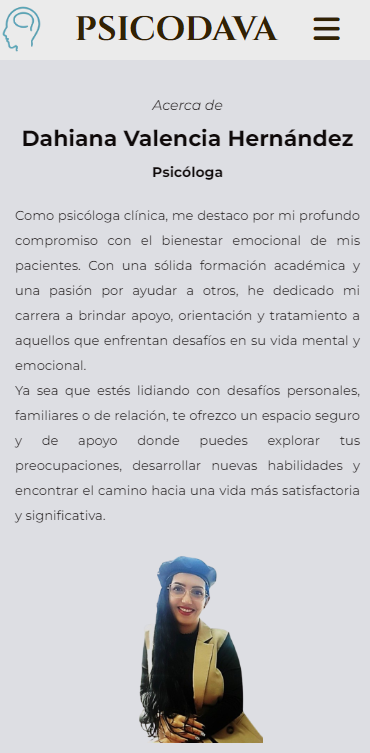 PSICODAVA
Acerca de
Dahiana Valencia Hernández
Psicóloga
Como psicóloga clínica, me destaco por mi profundo
compromiso con el bienestar emocional de mis
pacientes. Con una sólida formación académica y
una pasión por ayudar a otros, he dedicado mi
carrera a brindar apoyo, orientación y tratamiento a
aquellos que enfrentan desafíos en su vida mental y
emocional.
Ya sea que estés lidiando con desafíos personales,
familiares o de relación, te ofrezco un espacio seguro
y de apoyo donde puedes explorar tus
preocupaciones, desarrollar nuevas habilidades y
encontrar el camino hacia una vida más satisfactoria
y significativa.